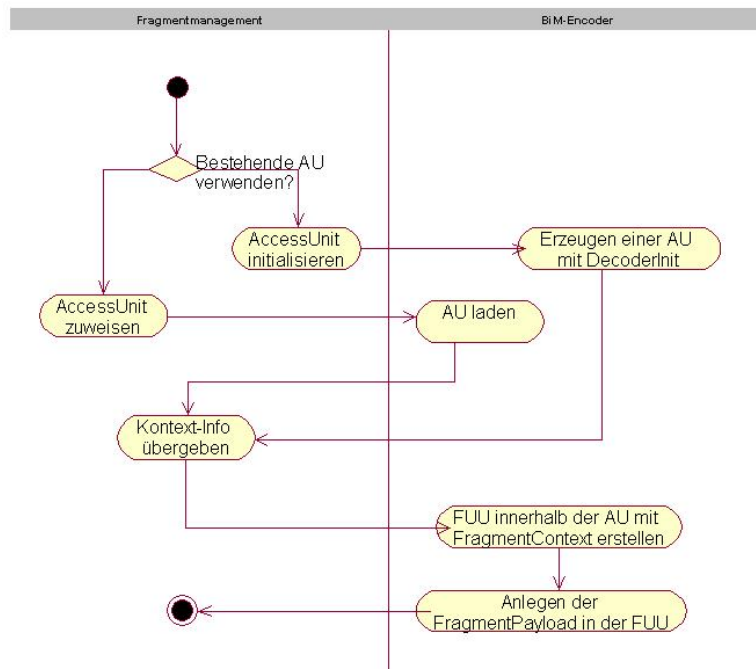 Fragmentmanagement
BiM-Encoder
Bestehende AU
verwenden?
AccessUnit
initialisieren
Erzeugen einer AU
mit DecoderInit
AccessUnit
zuweisen
AU laden
Kontext-Info
übergeben
FUU innerhalb der AU mit
FragmentContext erstellen
Anlegen der
FragmentPayload in der FUU